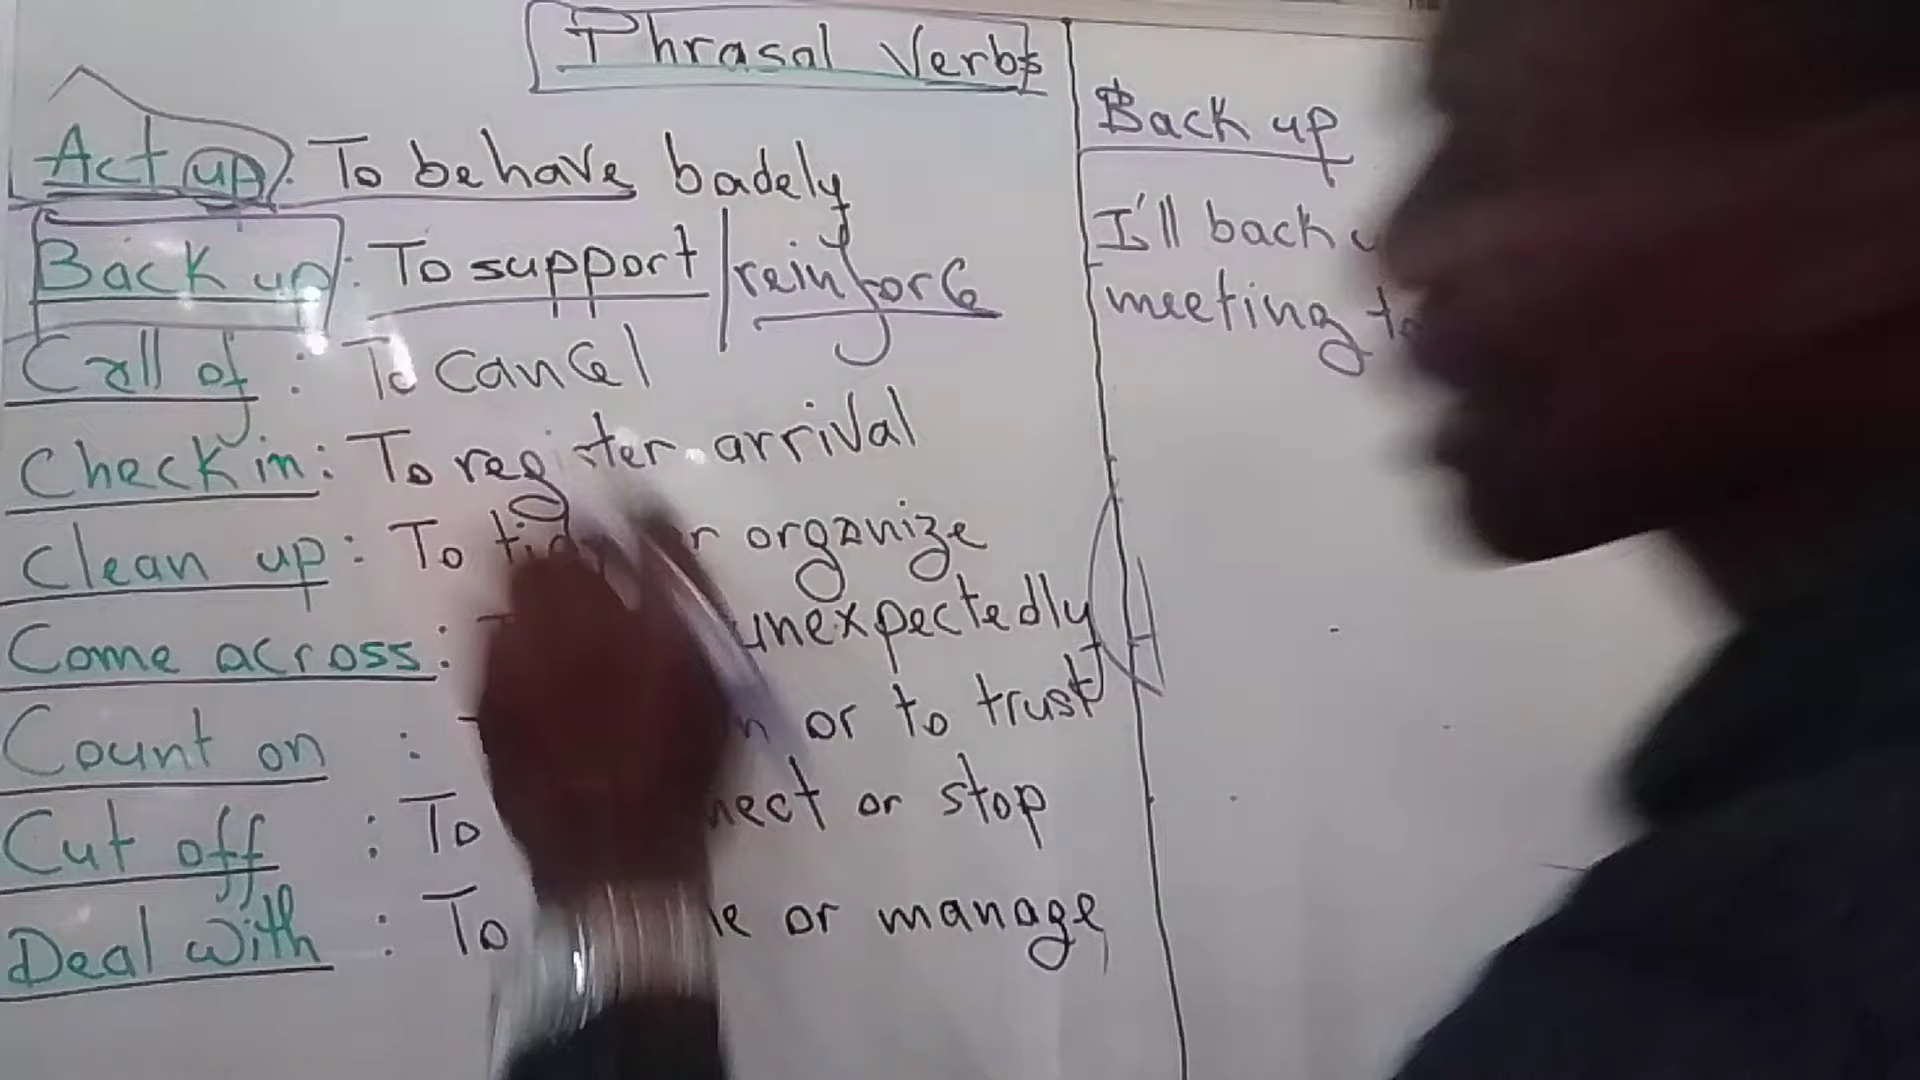 Phrasal Verbs
Act up: To behave badely
Back up: To support / reinforce
Call of: To cancel
Check in: To register arrival
Clean up: To organize
Come across: unexpectedly
Count on : or to trust
Cut off : To or stop
Deal with : To or manage
Back up
I'll back
meeting